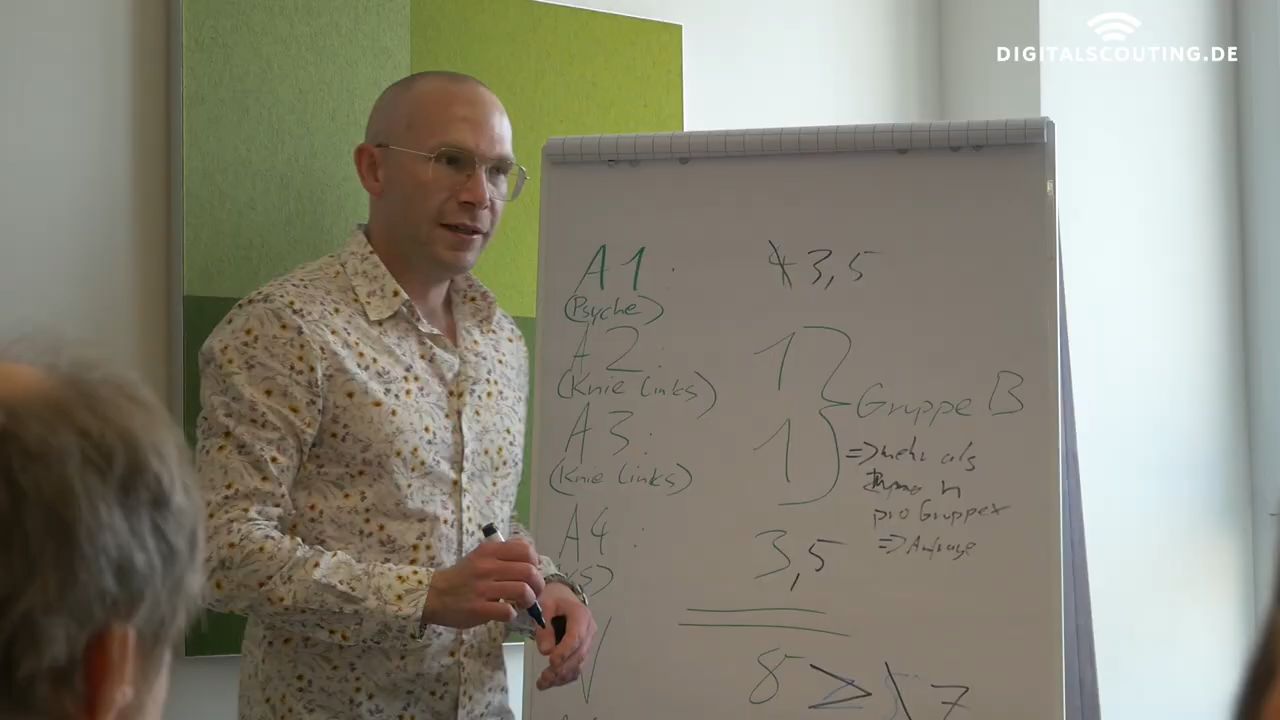 DIGITALSCOUTING.DE
A1: 3,5
(Psyche)
A2: 1
(Knie links)
Gruppe B
A3: 1
(Knie links)
=> mehr als
n
pro Gruppe x
=> Anfrage
A4: 3,5
8 ≥ 7